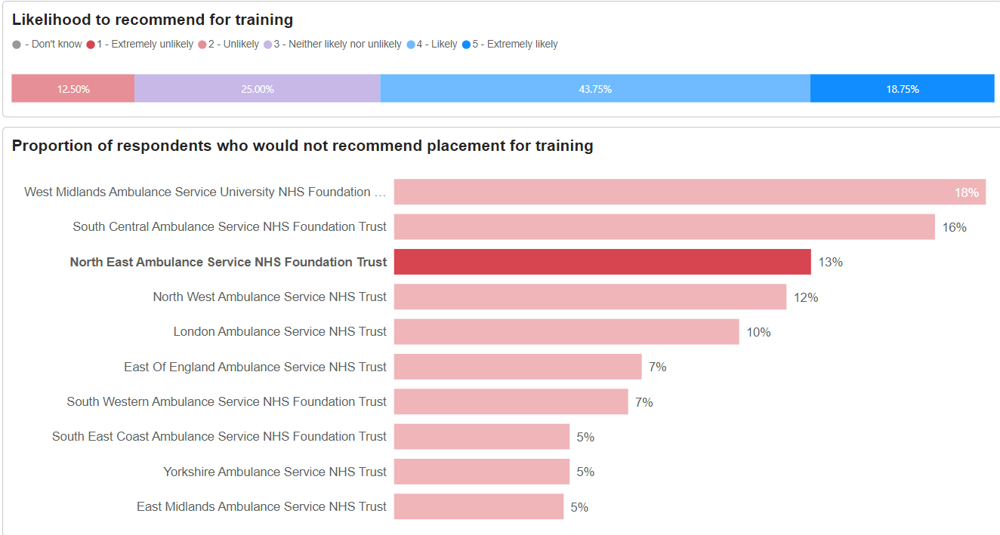 Likelihood to recommend for training
- Don't know 1 - Extremely unlikely 2 - Unlikely 3 - Neither likely nor unlikely 4 - Likely 5 - Extremely likely
12.50% 25.00% 43.75% 18.75%
Proportion of respondents who would not recommend placement for training
West Midlands Ambulance Service University NHS Foundation … 18%
South Central Ambulance Service NHS Foundation Trust 16%
North East Ambulance Service NHS Foundation Trust 13%
North West Ambulance Service NHS Trust 12%
London Ambulance Service NHS Trust 10%
East Of England Ambulance Service NHS Trust 7%
South Western Ambulance Service NHS Foundation Trust 7%
South East Coast Ambulance Service NHS Foundation Trust 5%
Yorkshire Ambulance Service NHS Trust 5%
East Midlands Ambulance Service NHS Trust 5%